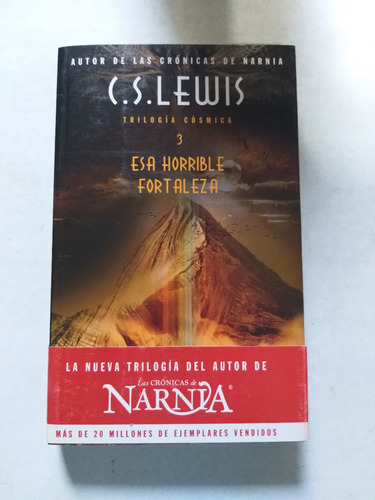 AUTOR DE LAS CRÓNICAS DE NARNIA
C.S.LEWIS
TRILOGÍA CÓSMICA
3
ESA HORRIBLE
FORTALEZA
LA NUEVA TRILOGÍA DEL AUTOR DE
Las CRÓNICAS de
NARNIA®
MÁS DE 20 MILLONES DE EJEMPLARES VENDIDOS